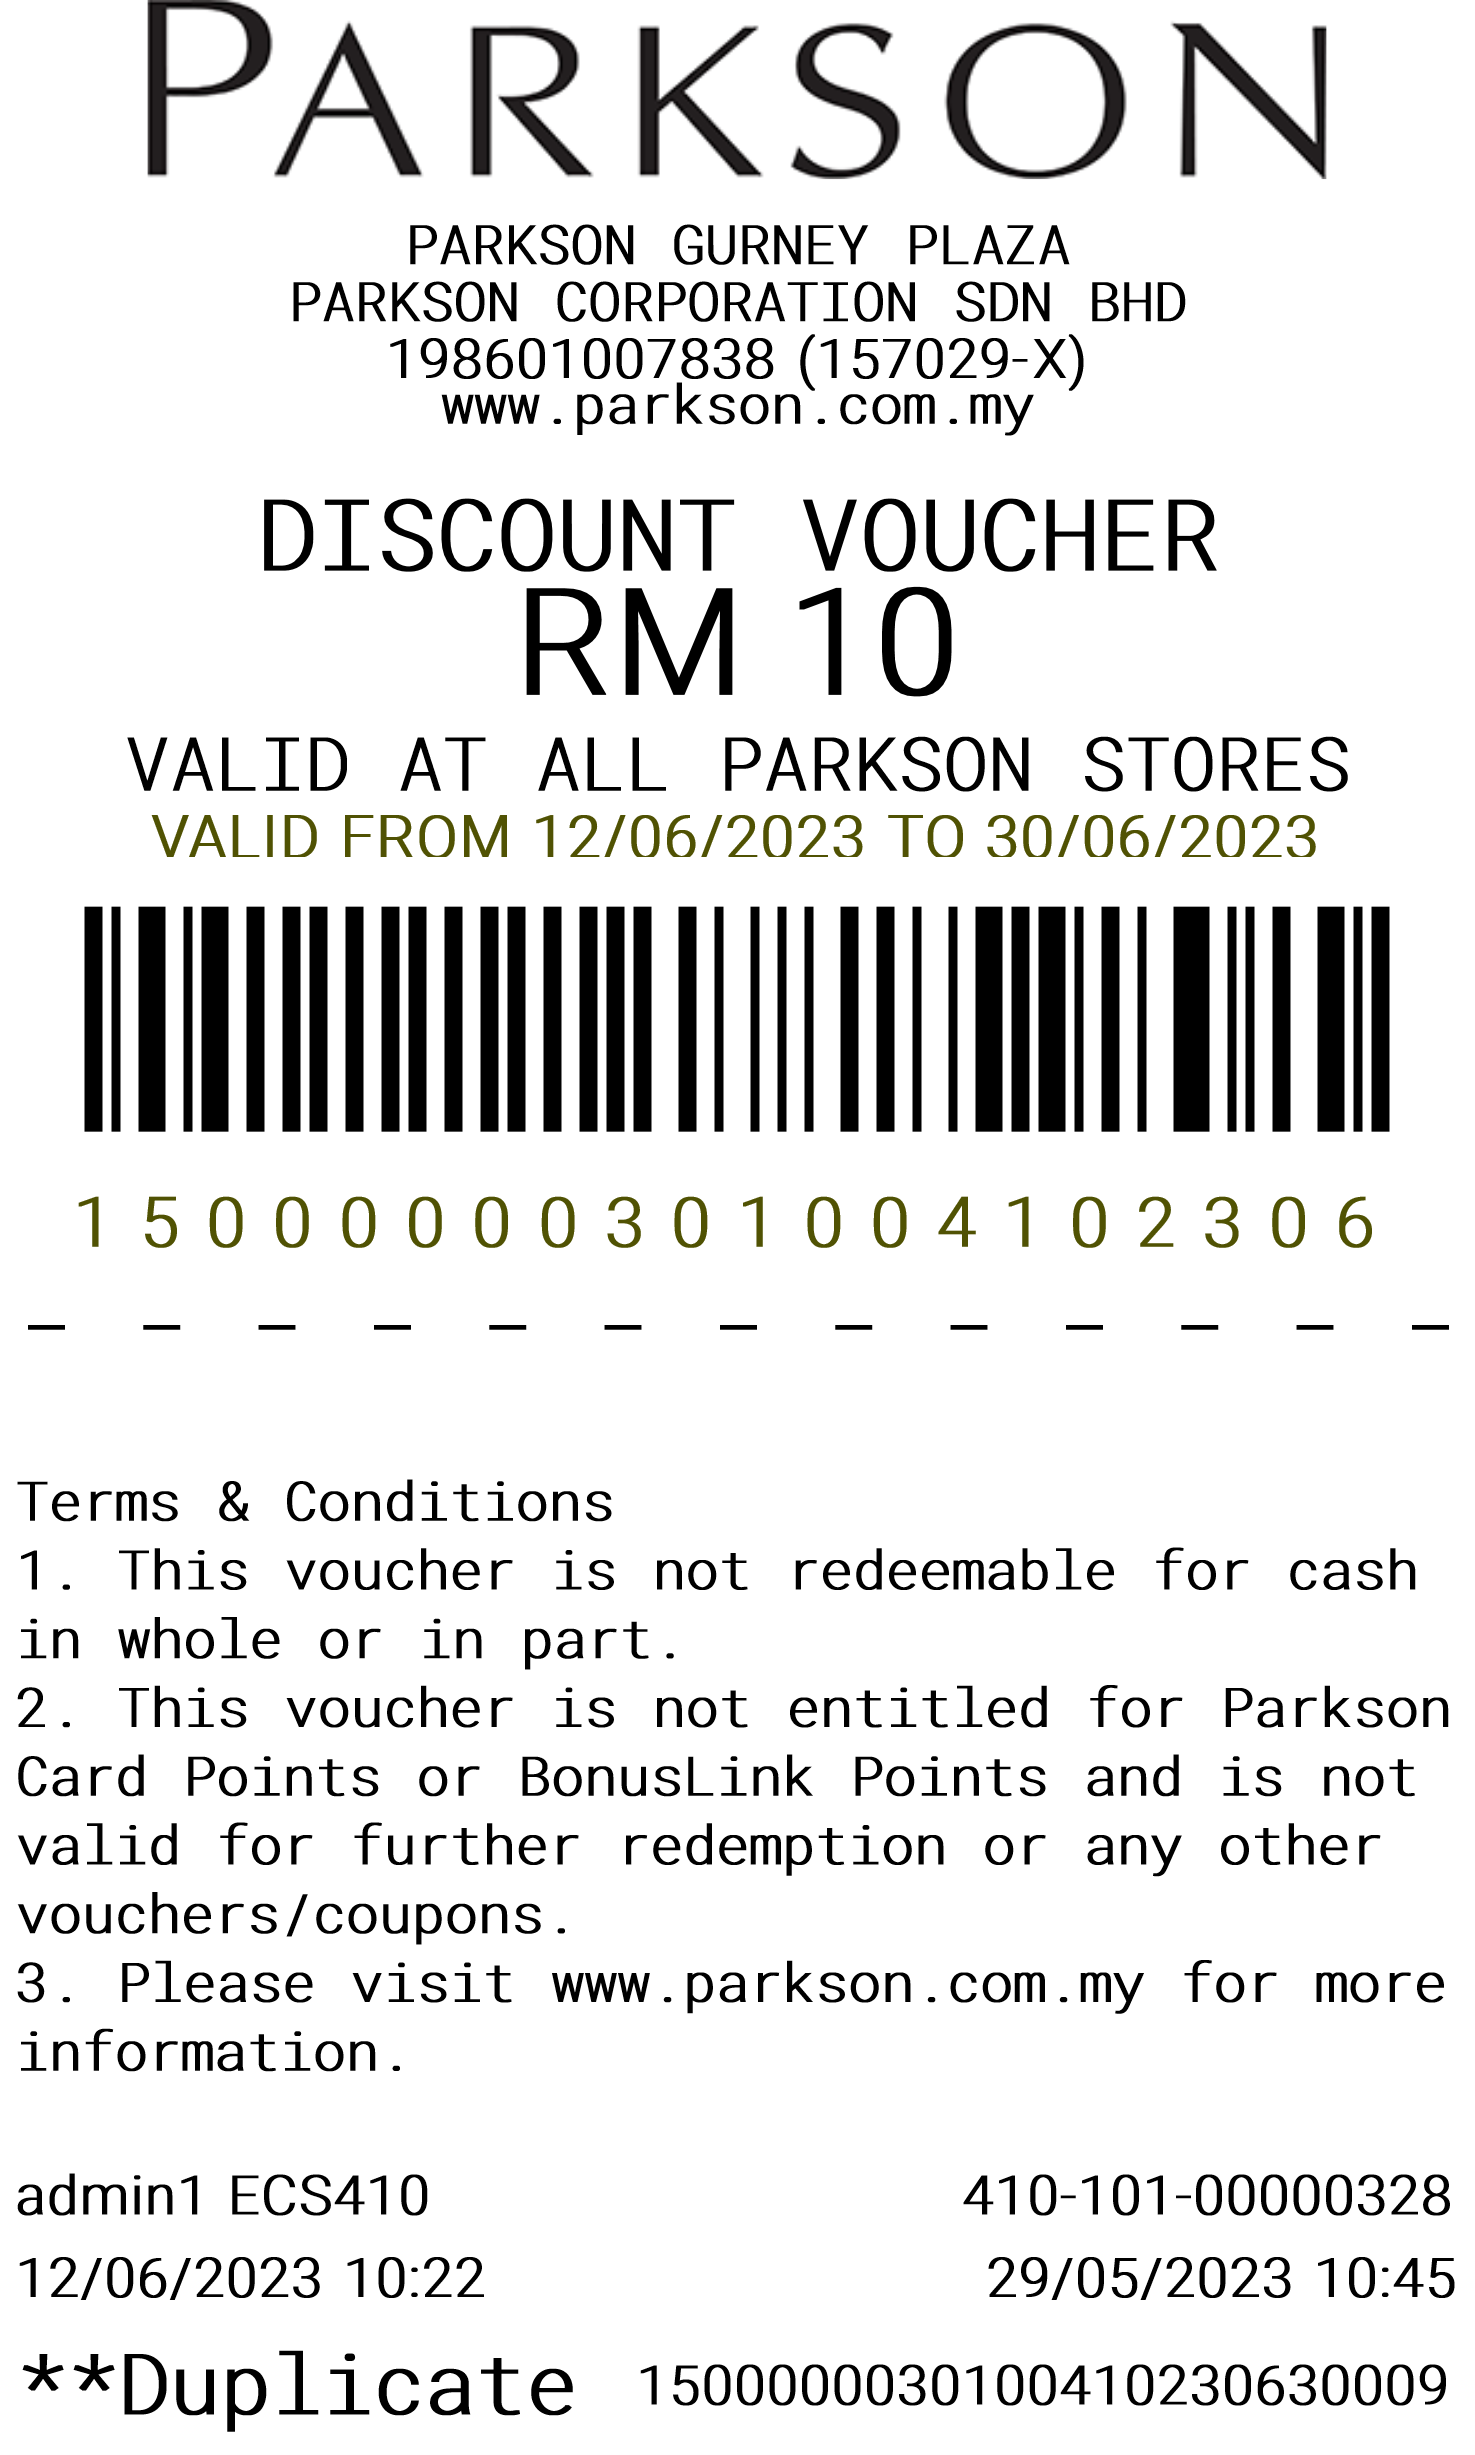 PARKSON
PARKSON GURNEY PLAZA
PARKSON CORPORATION SDN BHD
198601007838 (157029-X)
www.parkson.com.my
DISCOUNT VOUCHER
RM 10
VALID AT ALL PARKSON STORES
VALID FROM 12/06/2023 TO 30/06/2023
1 5 0 0 0 0 0 0 3 0 1 0 0 4 1 0 2 3 0 6
_ _ _ _ _ _ _ _ _ _ _ _ _
Terms & Conditions
1. This voucher is not redeemable for cash
in whole or in part.
2. This voucher is not entitled for Parkson
Card Points or BonusLink Points and is not
valid for further redemption or any other
vouchers/coupons.
3. Please visit www.parkson.com.my for more
information.
admin1 ECS410 410-101-00000328
12/06/2023 10:22 29/05/2023 10:45
**Duplicate 1500000030100410230630009